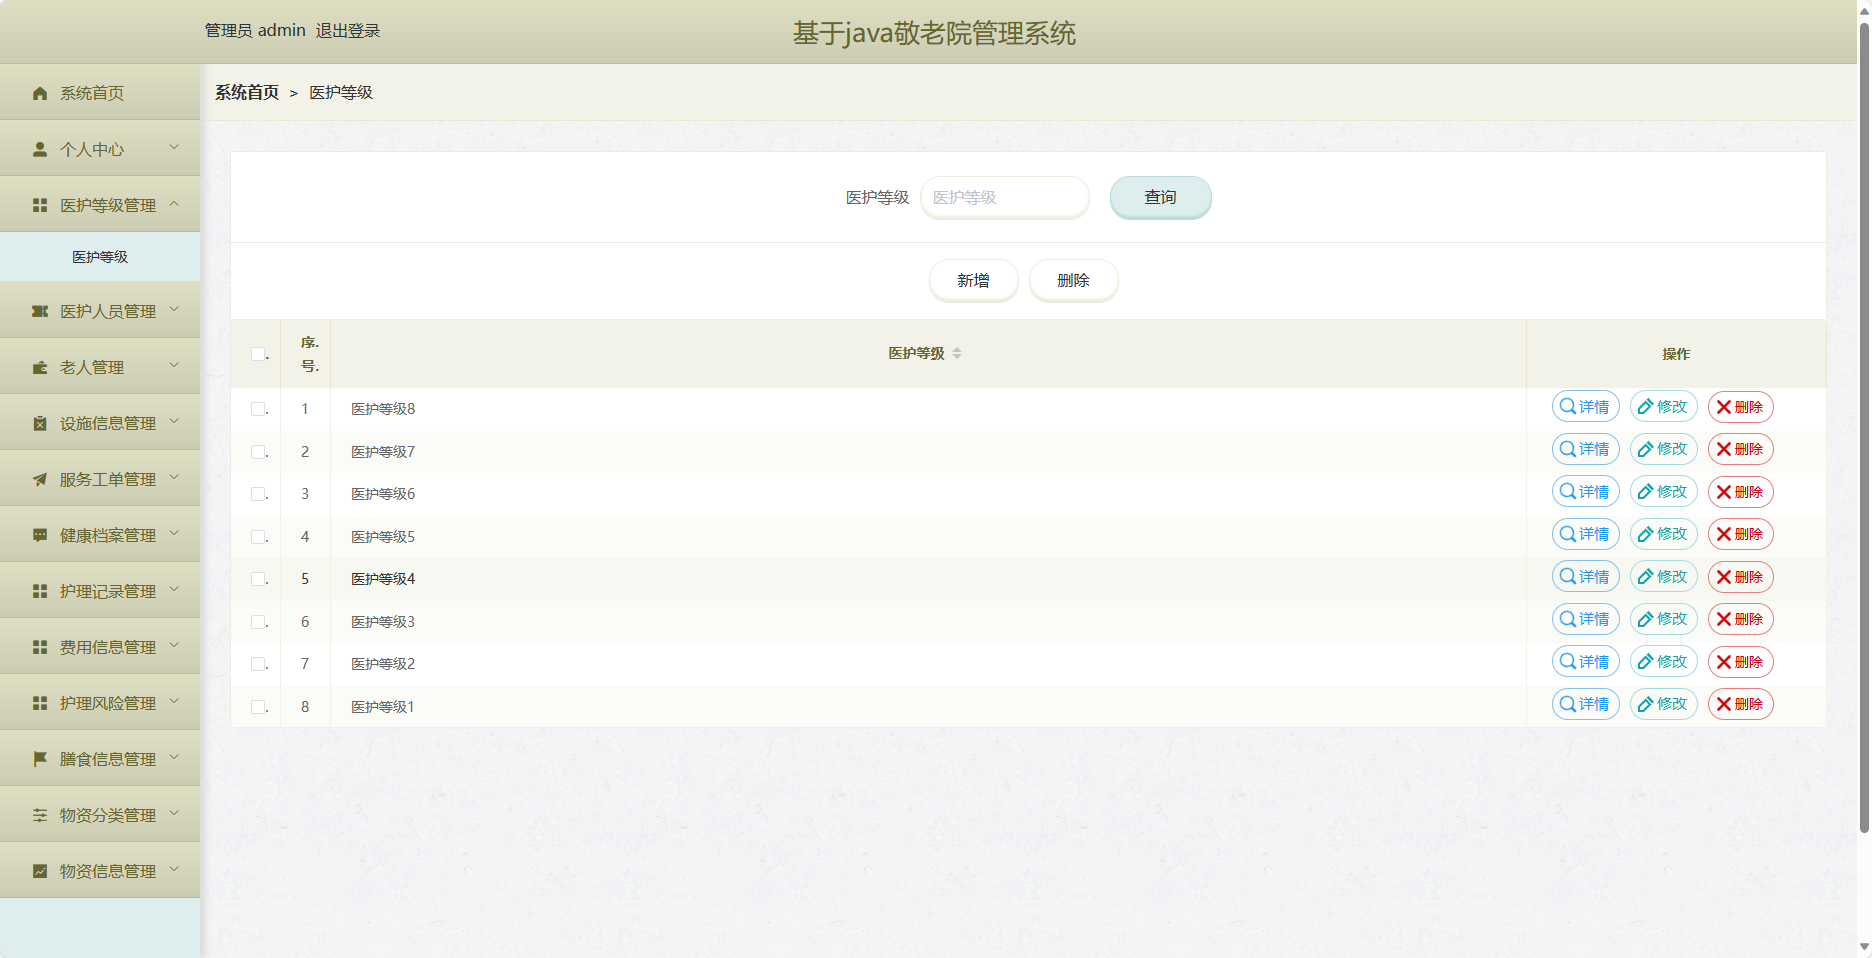 管理员 admin 退出登录
基于java敬老院管理系统
系统首页
个人中心
医护等级管理
医护等级
医护人员管理
老人管理
设施信息管理
服务工单管理
健康档案管理
护理记录管理
费用信息管理
护理风险管理
膳食信息管理
物资分类管理
物资信息管理
系统首页 > 医护等级
医护等级 医护等级 查询
新增 删除
序. 号. 医护等级 操作
1 医护等级8 详情 修改 删除
2 医护等级7 详情 修改 删除
3 医护等级6 详情 修改 删除
4 医护等级5 详情 修改 删除
5 医护等级4 详情 修改 删除
6 医护等级3 详情 修改 删除
7 医护等级2 详情 修改 删除
8 医护等级1 详情 修改 删除